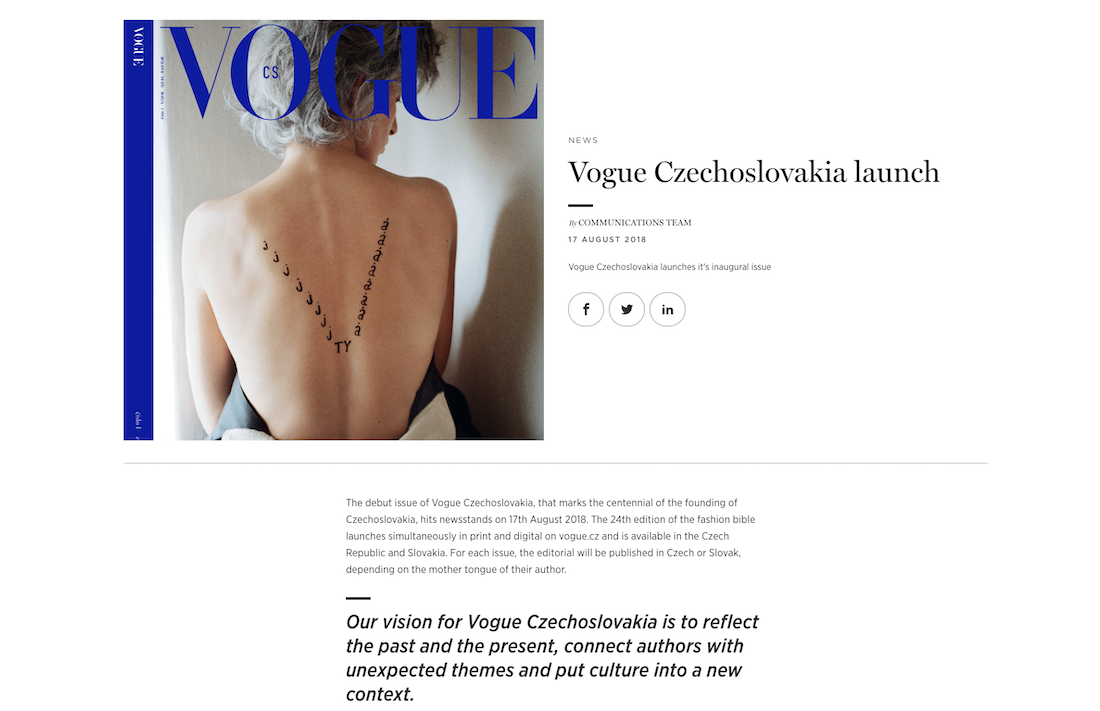 VOGUE
VOGUE
CS
j
j
j
j
j
j
j
j
TY
NEWS
Vogue Czechoslovakia launch
By COMMUNICATIONS TEAM
17 AUGUST 2018
Vogue Czechoslovakia launches it's inaugural issue
f
in
číslo 1
The debut issue of Vogue Czechoslovakia, that marks the centennial of the founding of
Czechoslovakia, hits newsstands on 17th August 2018. The 24th edition of the fashion bible
launches simultaneously in print and digital on vogue.cz and is available in the Czech
Republic and Slovakia. For each issue, the editorial will be published in Czech or Slovak,
depending on the mother tongue of their author.
Our vision for Vogue Czechoslovakia is to reflect
the past and the present, connect authors with
unexpected themes and put culture into a new
context.